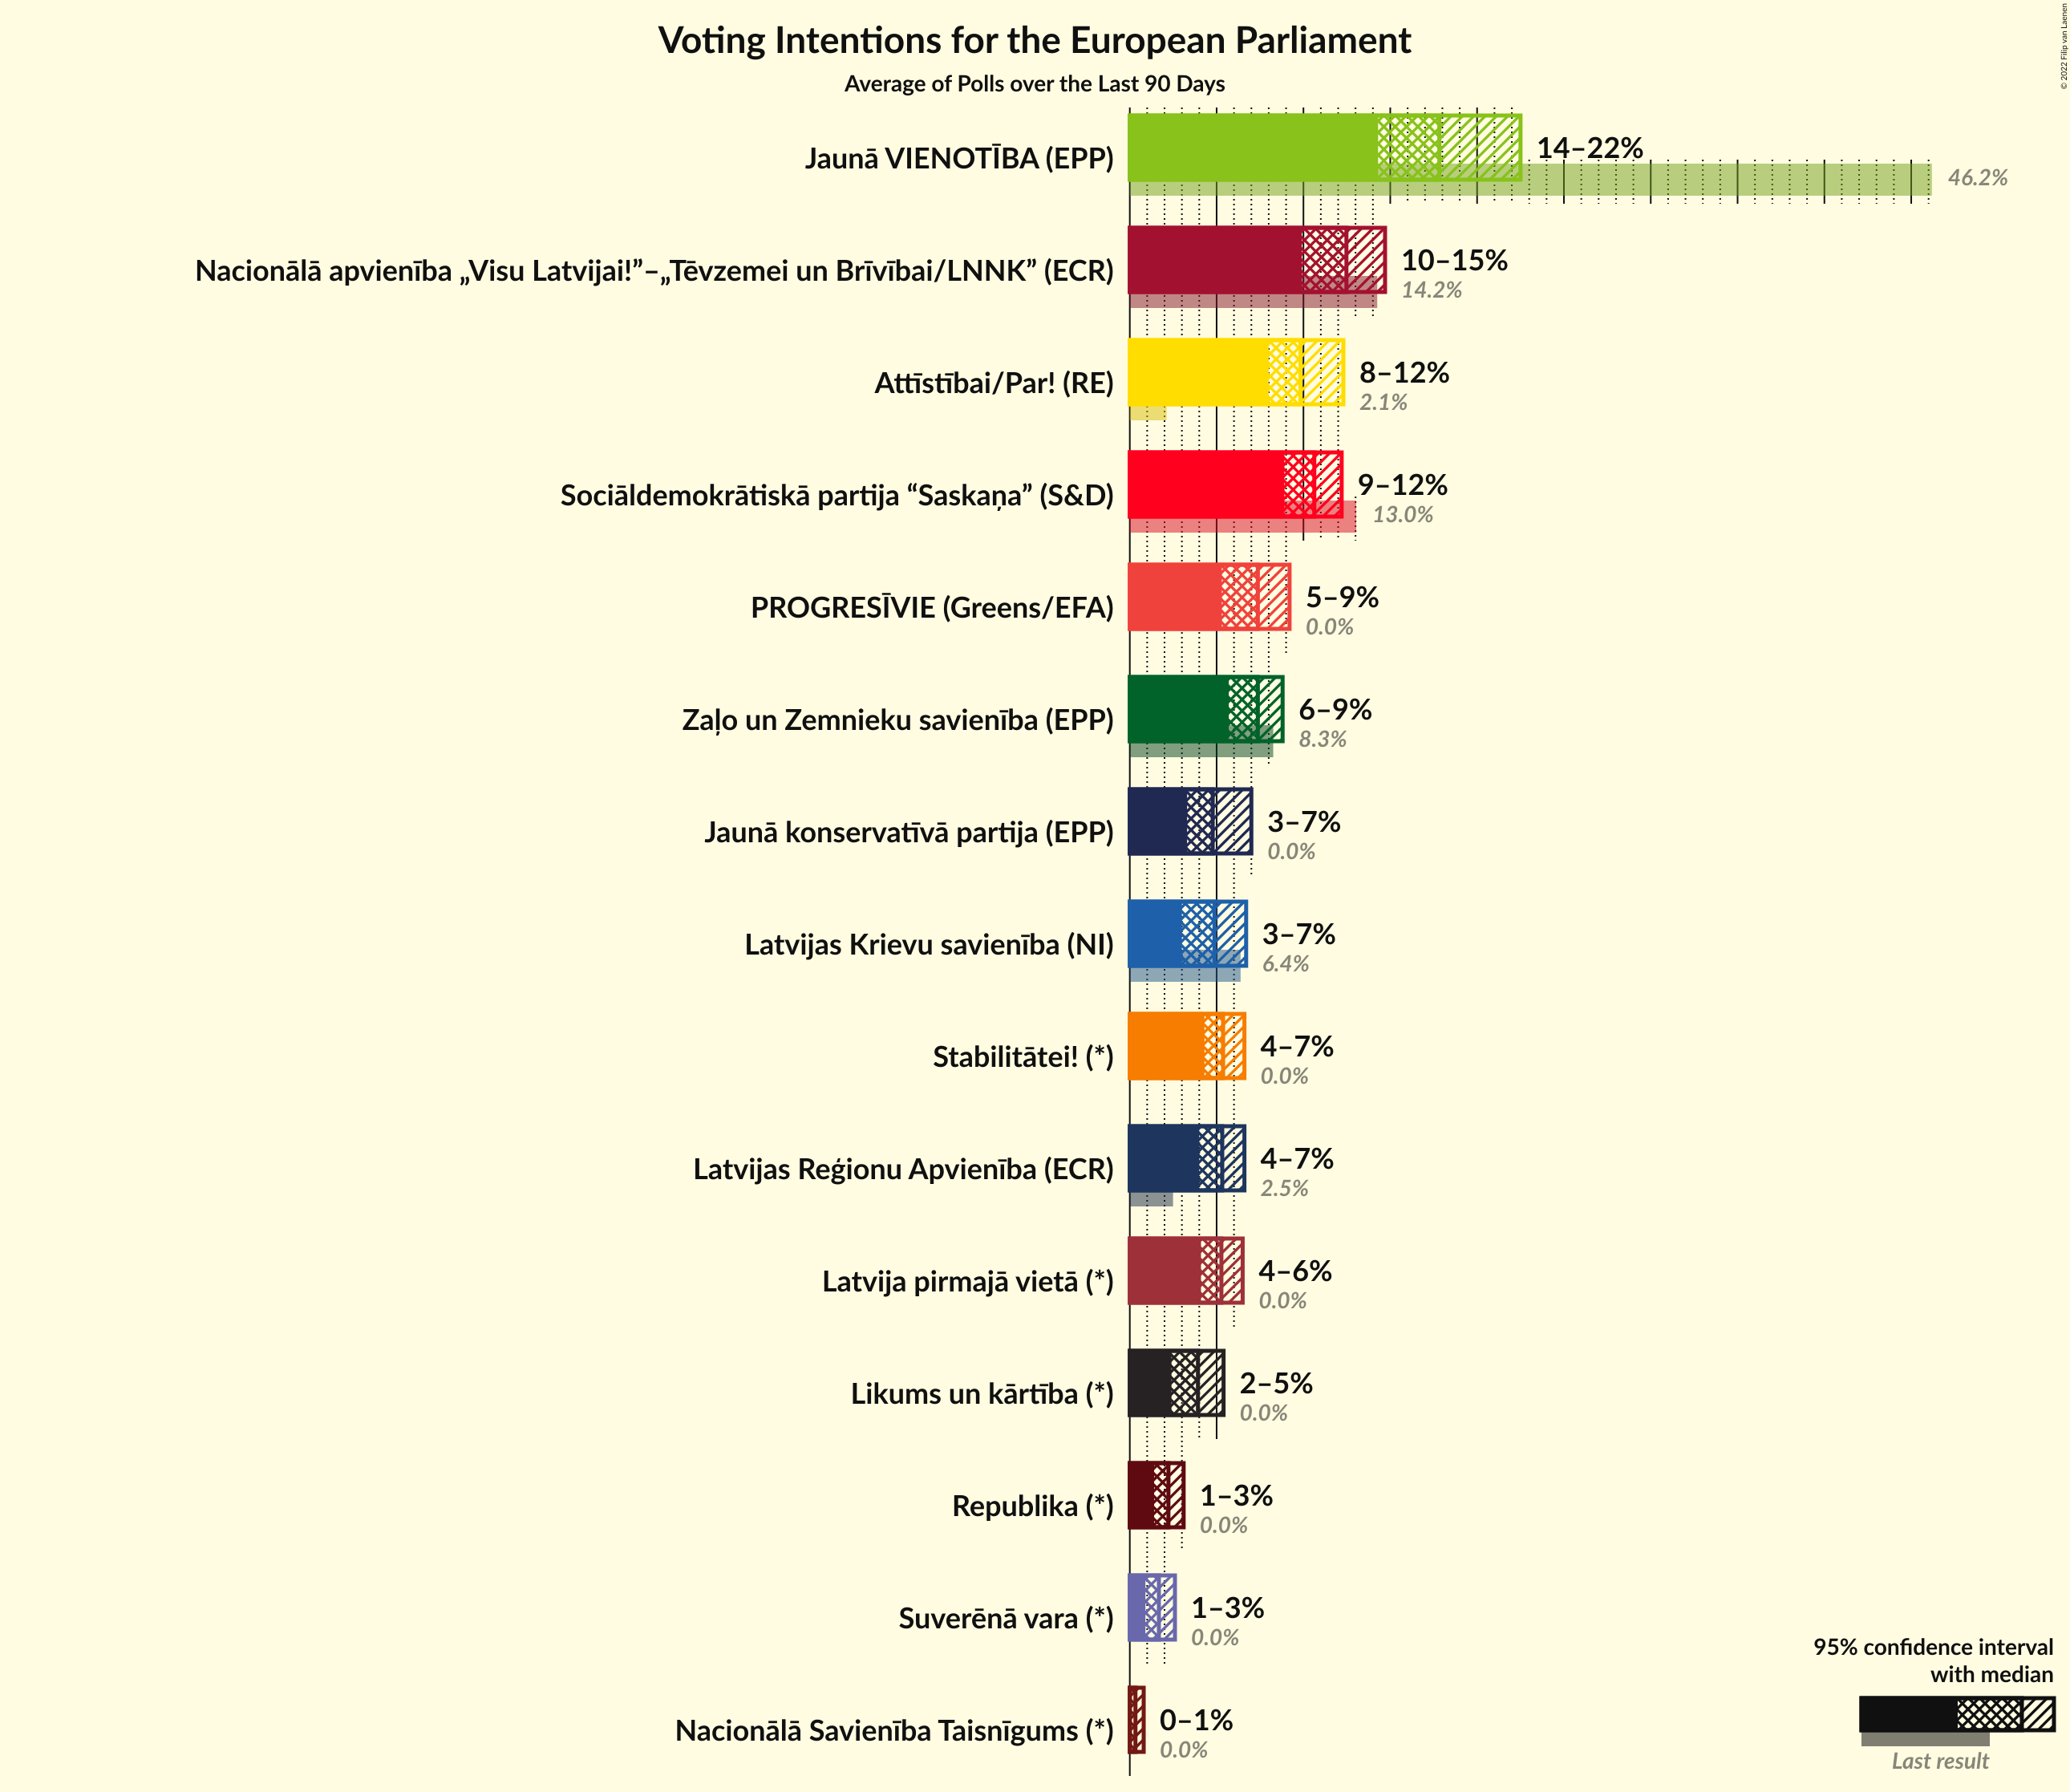 Voting Intentions for the European Parliament
Average of Polls over the Last 90 Days
© 2022 Filip van Laenen
Jaunā VIENOTĪBA (EPP)
14–22%
46.2%
Nacionālā apvienība „Visu Latvijai!”–„Tēvzemei un Brīvībai/LNNK” (ECR)
10–15%
14.2%
Attīstībai/Par! (RE)
8–12%
2.1%
Sociāldemokrātiskā partija “Saskaņa” (S&D)
9–12%
13.0%
PROGRESĪVIE (Greens/EFA)
5–9%
0.0%
Zaļo un Zemnieku savienība (EPP)
6–9%
8.3%
Jaunā konservatīvā partija (EPP)
3–7%
0.0%
Latvijas Krievu savienība (NI)
3–7%
6.4%
Stabilitātei! (*)
4–7%
0.0%
Latvijas Reģionu Apvienība (ECR)
4–7%
2.5%
Latvija pirmajā vietā (*)
4–6%
0.0%
Likums un kārtība (*)
2–5%
0.0%
Republika (*)
1–3%
0.0%
Suverēnā vara (*)
1–3%
0.0%
Nacionālā Savienība Taisnīgums (*)
0–1%
0.0%
95% confidence interval
with median
Last result